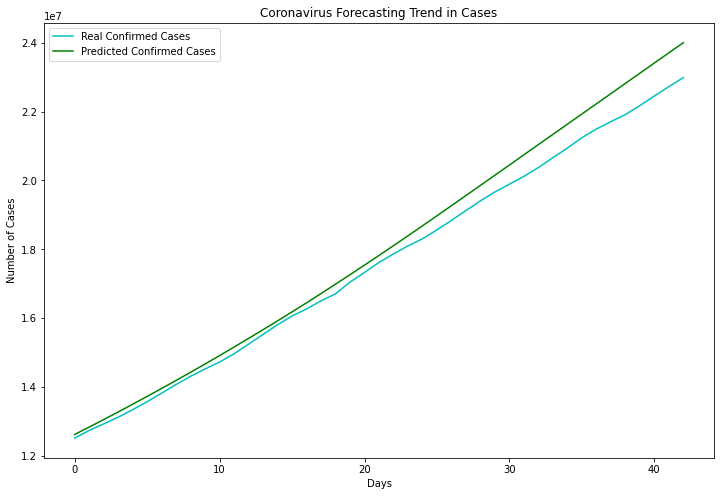 Coronavirus Forecasting Trend in Cases
1e7
Real Confirmed Cases
Predicted Confirmed Cases
2.4
2.2
2.0
1.8
1.6
1.4
1.2
Number of Cases
0 10 20 30 40
Days